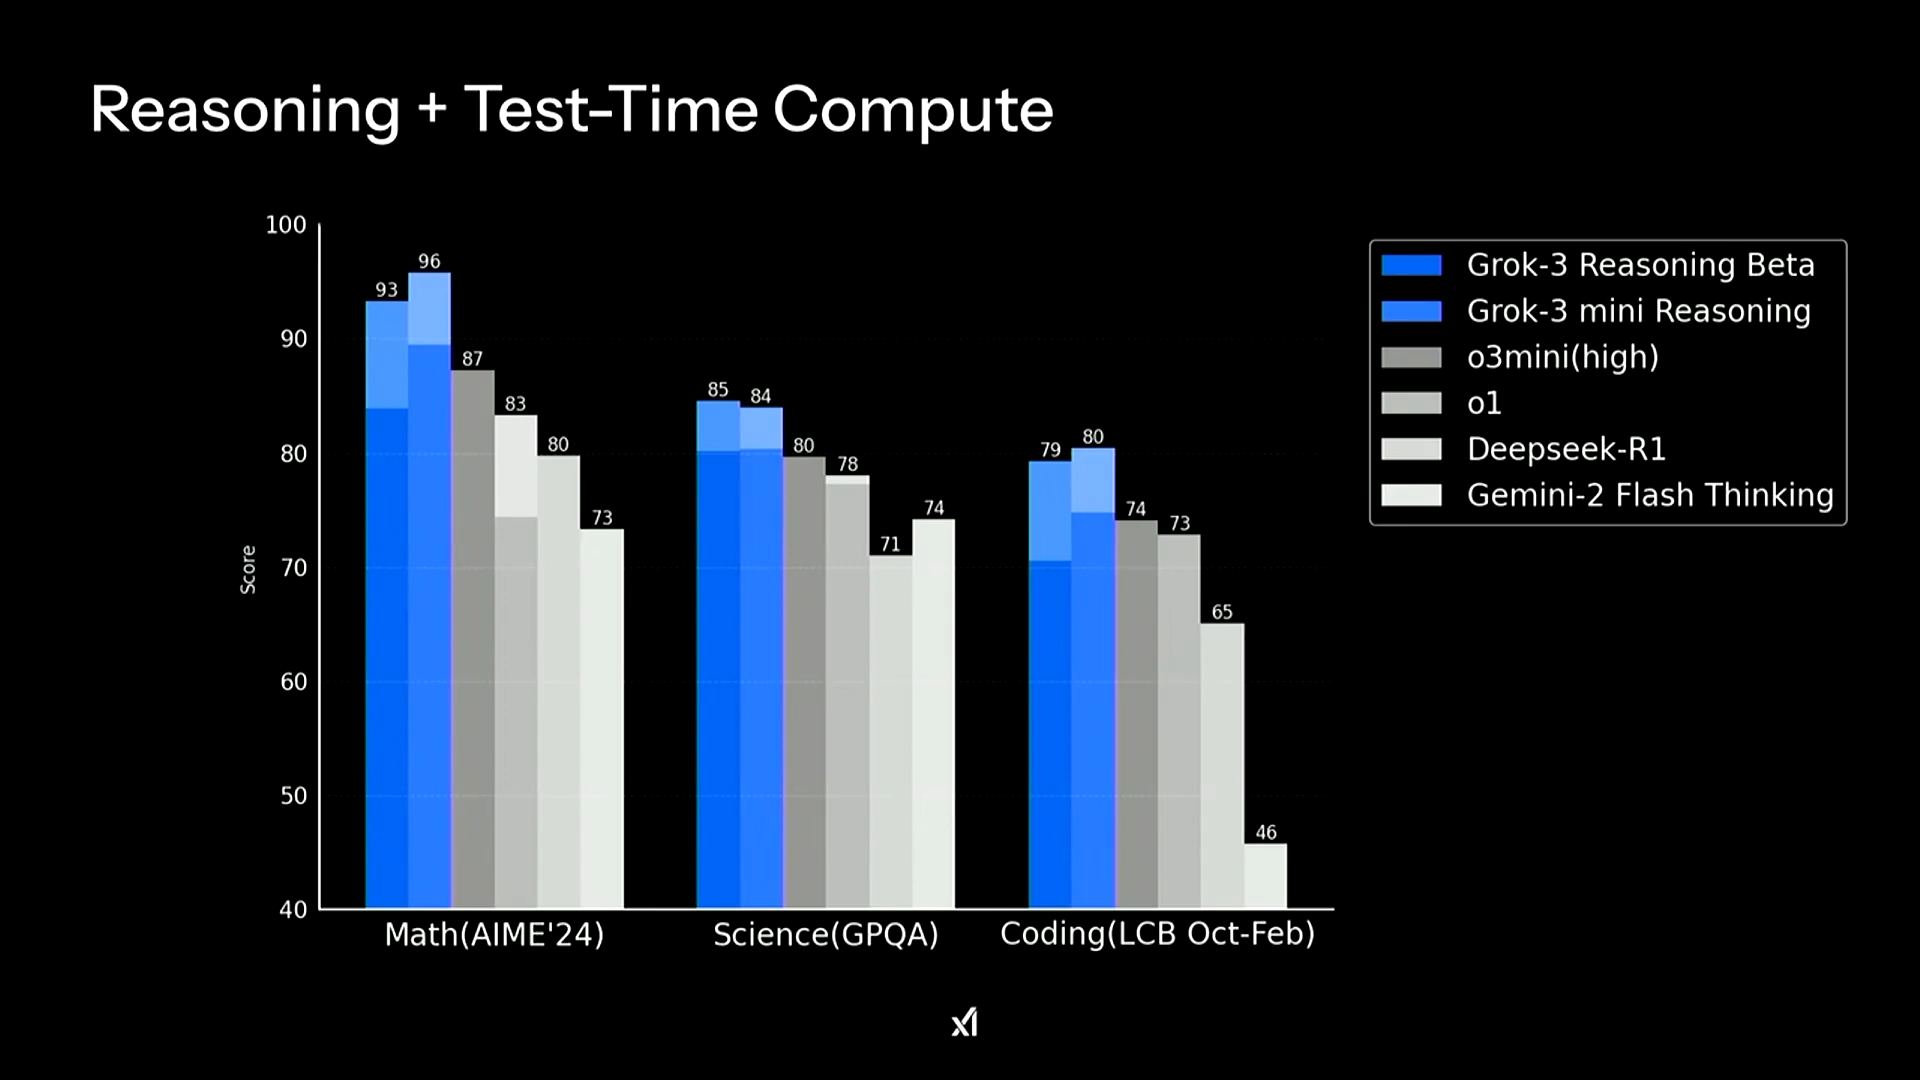 Reasoning + Test-Time Compute
100
90
80
70
60
50
40
Score
93
96
87
83
80
73
85
84
80
78
71
74
79
80
74
73
65
46
Math(AIME'24)
Science(GPQA)
Coding(LCB Oct-Feb)
Grok-3 Reasoning Beta
Grok-3 mini Reasoning
o3mini(high)
o1
Deepseek-R1
Gemini-2 Flash Thinking
xAI